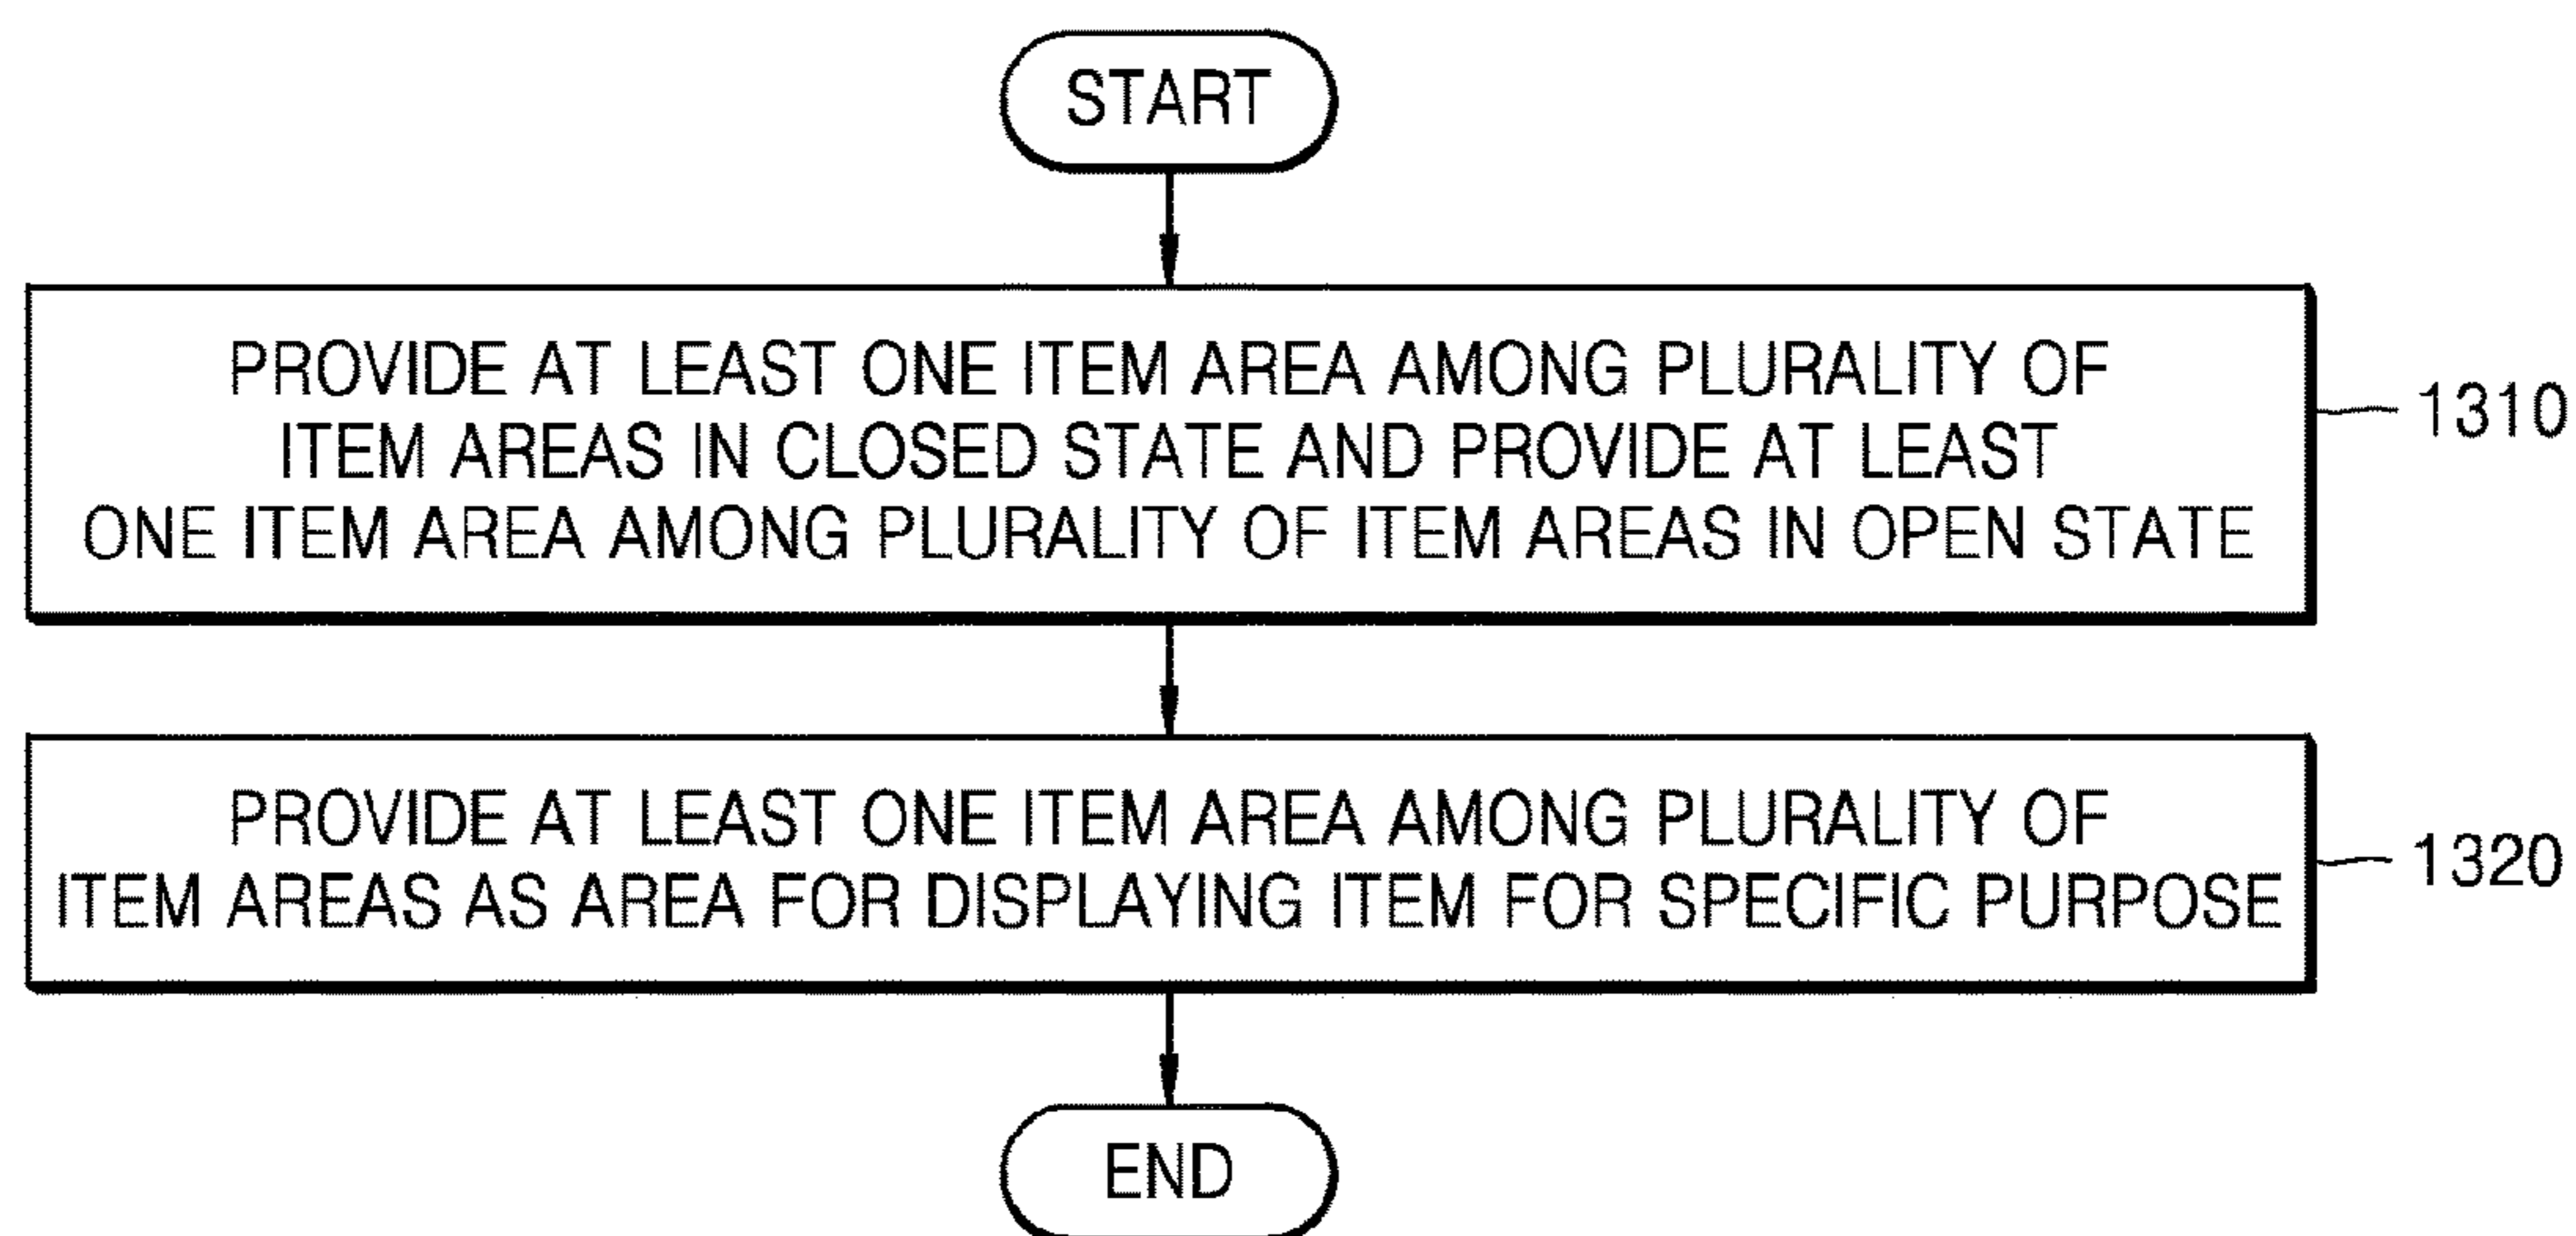 START
PROVIDE AT LEAST ONE ITEM AREA AMONG PLURALITY OF
ITEM AREAS IN CLOSED STATE AND PROVIDE AT LEAST
ONE ITEM AREA AMONG PLURALITY OF ITEM AREAS IN OPEN STATE
1310
PROVIDE AT LEAST ONE ITEM AREA AMONG PLURALITY OF
ITEM AREAS AS AREA FOR DISPLAYING ITEM FOR SPECIFIC PURPOSE
1320
END